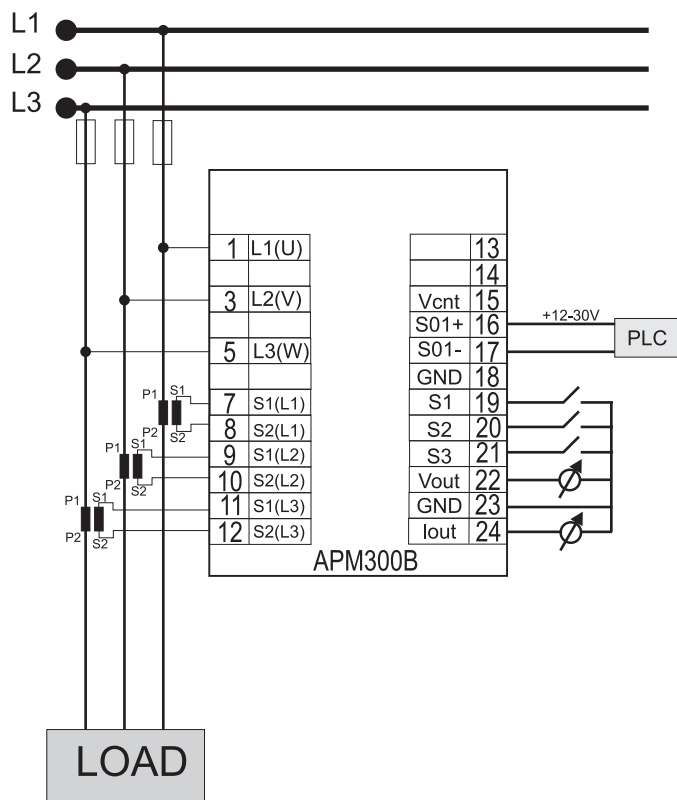 L1
L2
L3
1 L1(U)
3 L2(V)
5 L3(W)
7 S1(L1)
8 S2(L1)
9 S1(L2)
10 S2(L2)
11 S1(L3)
12 S2(L3)
13
14
Vcnt 15
S01+ 16
S01- 17
GND 18
S1 19
S2 20
S3 21
Vout 22
GND 23
Iout 24
+12-30V
PLC
P1 S1
P2 S2
P1 S1
P2 S2
P1 S1
P2 S2
APM300B
LOAD